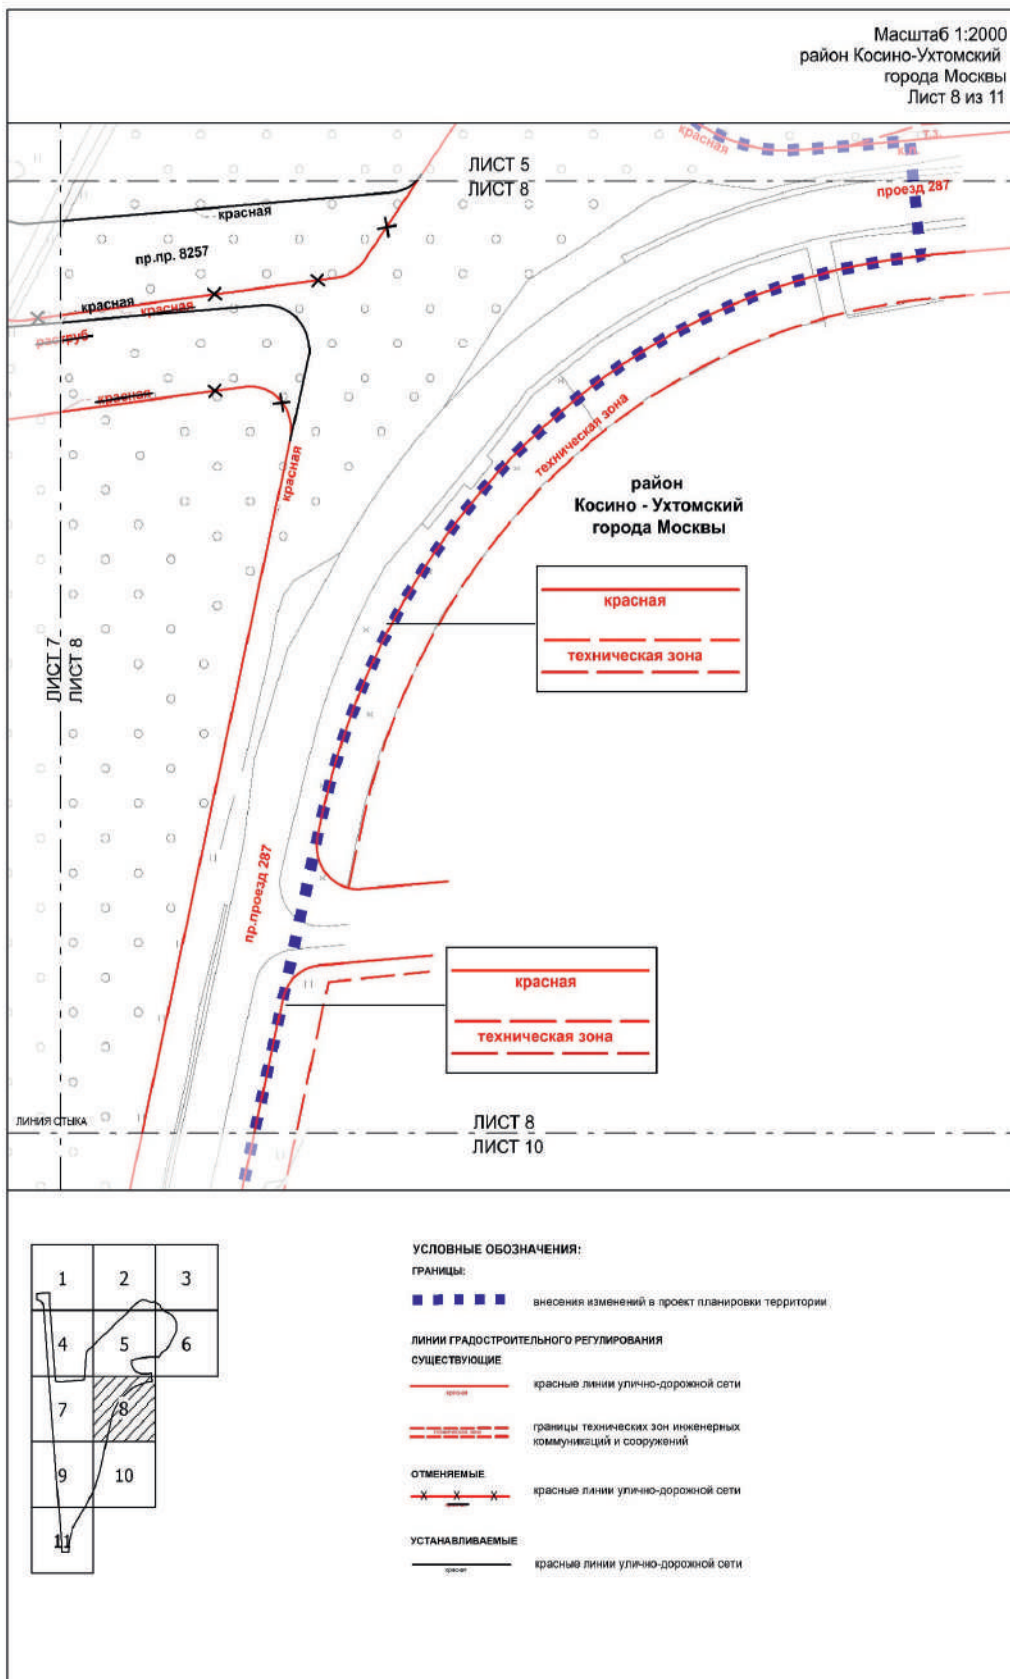 Масштаб 1:2000
район Косино-Ухтомский
города Москвы
Лист 8 из 11
ЛИСТ 5
ЛИСТ 8
красная
т.з.
проезд 287
красная
пр.пр. 8257
красная
красная
раструб
красная
красная
техническая зона
район
Косино - Ухтомский
города Москвы
красная
техническая зона
ЛИСТ 7
ЛИСТ 8
пр.проезд 287
красная
техническая зона
ЛИНИЯ СТЫКА
ЛИСТ 8
ЛИСТ 10
1 2 3
4 5 6
7 8
9 10
11
УСЛОВНЫЕ ОБОЗНАЧЕНИЯ:
ГРАНИЦЫ:
внесения изменений в проект планировки территории
ЛИНИИ ГРАДОСТРОИТЕЛЬНОГО РЕГУЛИРОВАНИЯ
СУЩЕСТВУЮЩИЕ
красные линии улично-дорожной сети
красная
границы технических зон инженерных
коммуникаций и сооружений
ОТМЕНЯЕМЫЕ
красные линии улично-дорожной сети
УСТАНАВЛИВАЕМЫЕ
красные линии улично-дорожной сети
красная